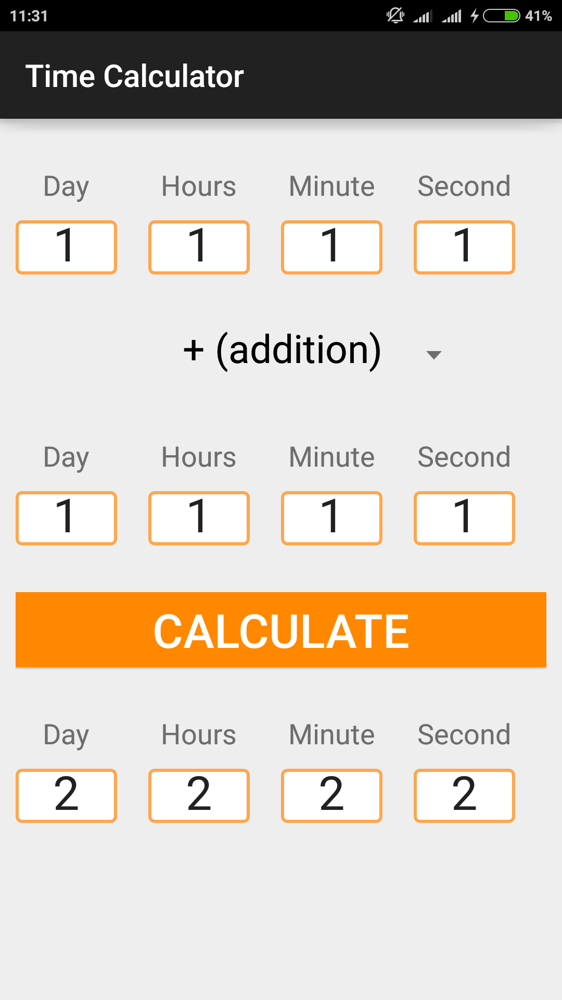 11:31 41%
Time Calculator
Day Hours Minute Second
1 1 1 1
+ (addition)
Day Hours Minute Second
1 1 1 1
CALCULATE
Day Hours Minute Second
2 2 2 2